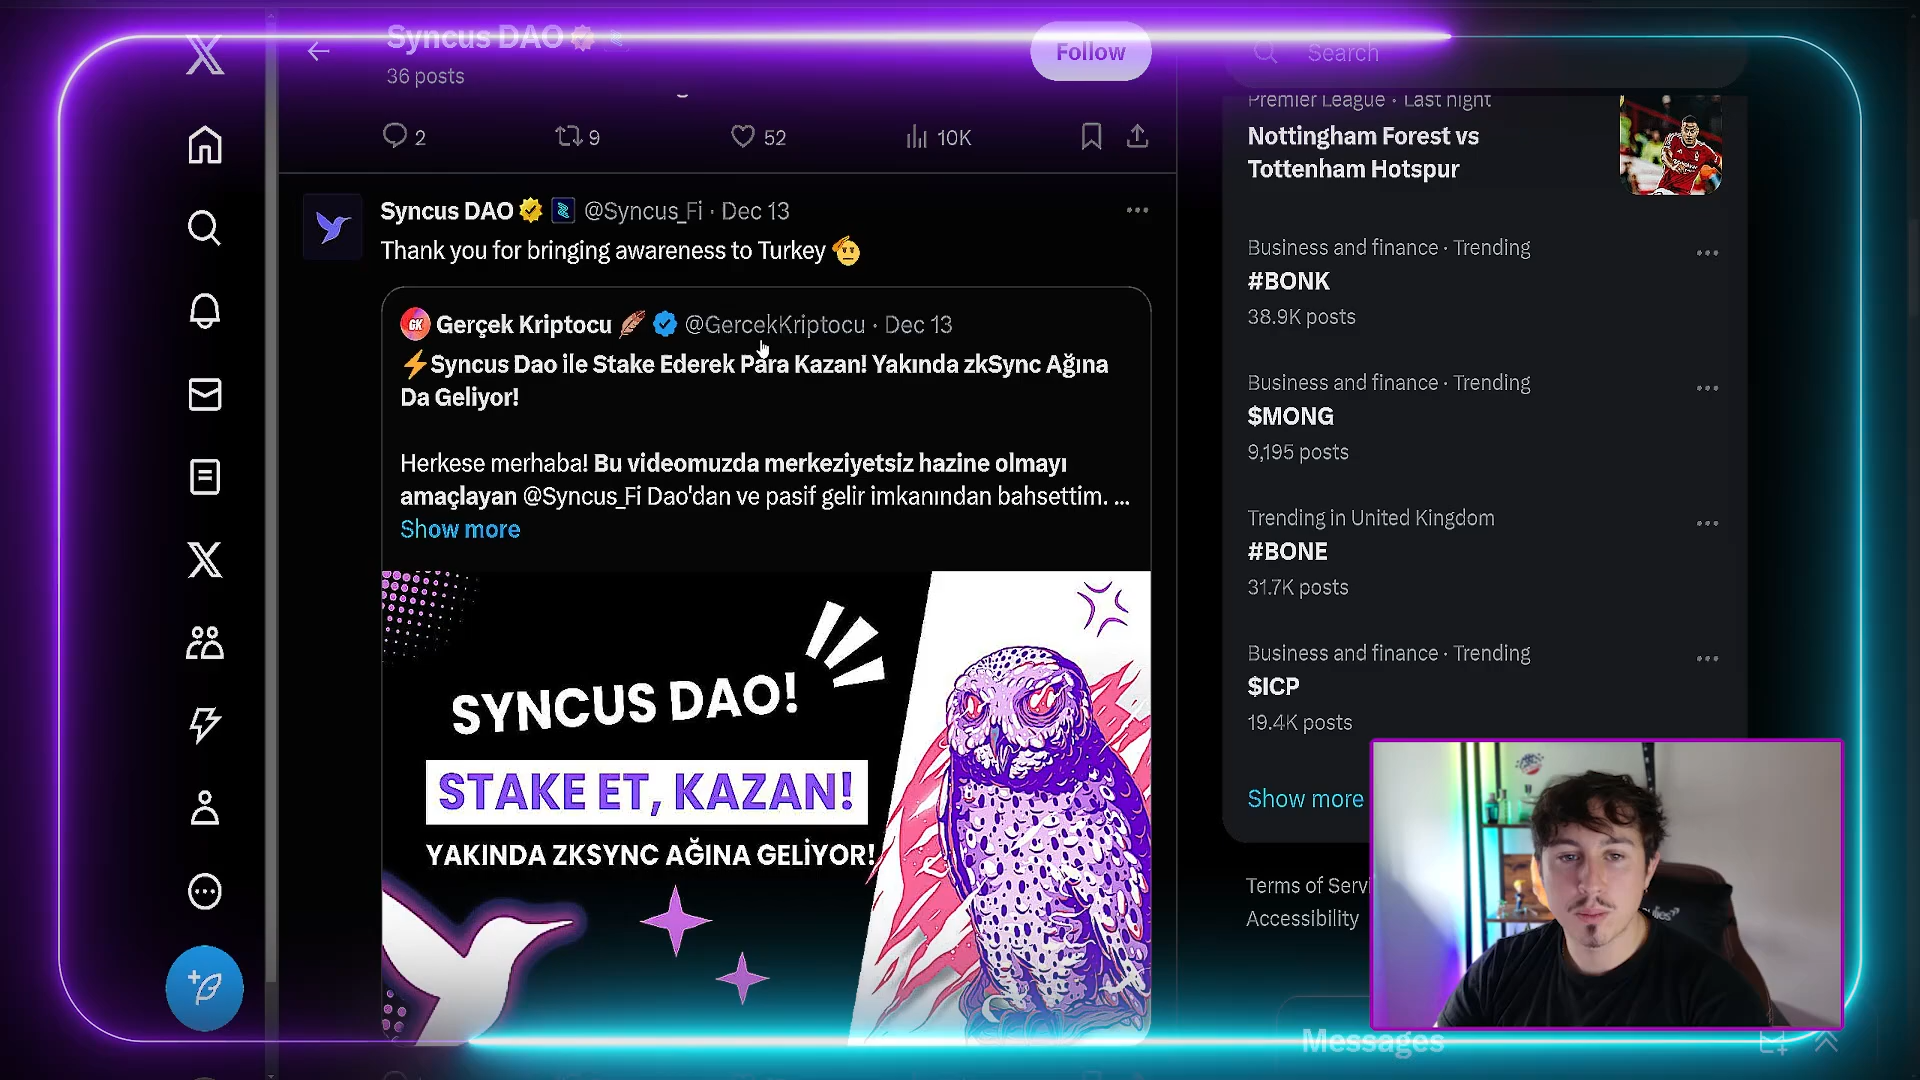 Syncus DAO
36 posts
Follow
Search
2
9
52
10K
Syncus DAO @Syncus_Fi · Dec 13
Thank you for bringing awareness to Turkey
GK Gerçek Kriptocu @GercekKriptocu · Dec 13
⚡Syncus Dao ile Stake Ederek Para Kazan! Yakında zkSync Ağına
Da Geliyor!
Herkese merhaba! Bu videomuzda merkeziyetsiz hazine olmayı
amaçlayan @Syncus_Fi Dao'dan ve pasif gelir imkanından bahsettim. ...
Show more
SYNCUS DAO!
STAKE ET, KAZAN!
YAKINDA ZKSYNC AĞINA GELİYOR!
Premier League · Last night
Nottingham Forest vs
Tottenham Hotspur
Business and finance · Trending
#BONK
38.9K posts
Business and finance · Trending
$MONG
9,195 posts
Trending in United Kingdom
#BONE
31.7K posts
Business and finance · Trending
$ICP
19.4K posts
Show more
Terms of Servi
Accessibility
Messages